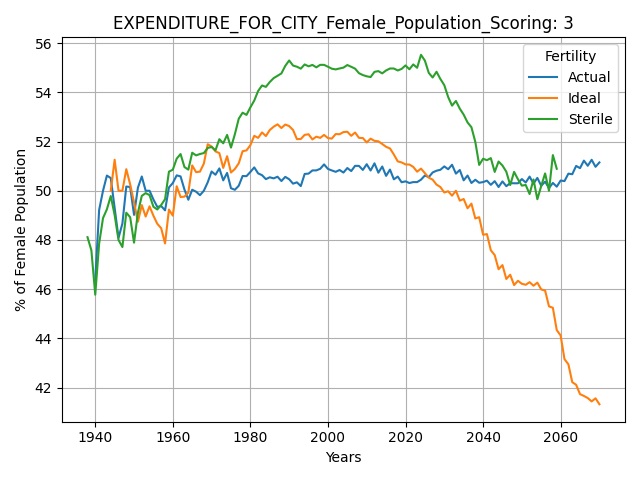 EXPENDITURE_FOR_CITY_Female_Population_Scoring: 3
Fertility
Actual
Ideal
Sterile
% of Female Population
56
54
52
50
48
46
44
42
1940
1960
1980
2000
2020
2040
2060
Years